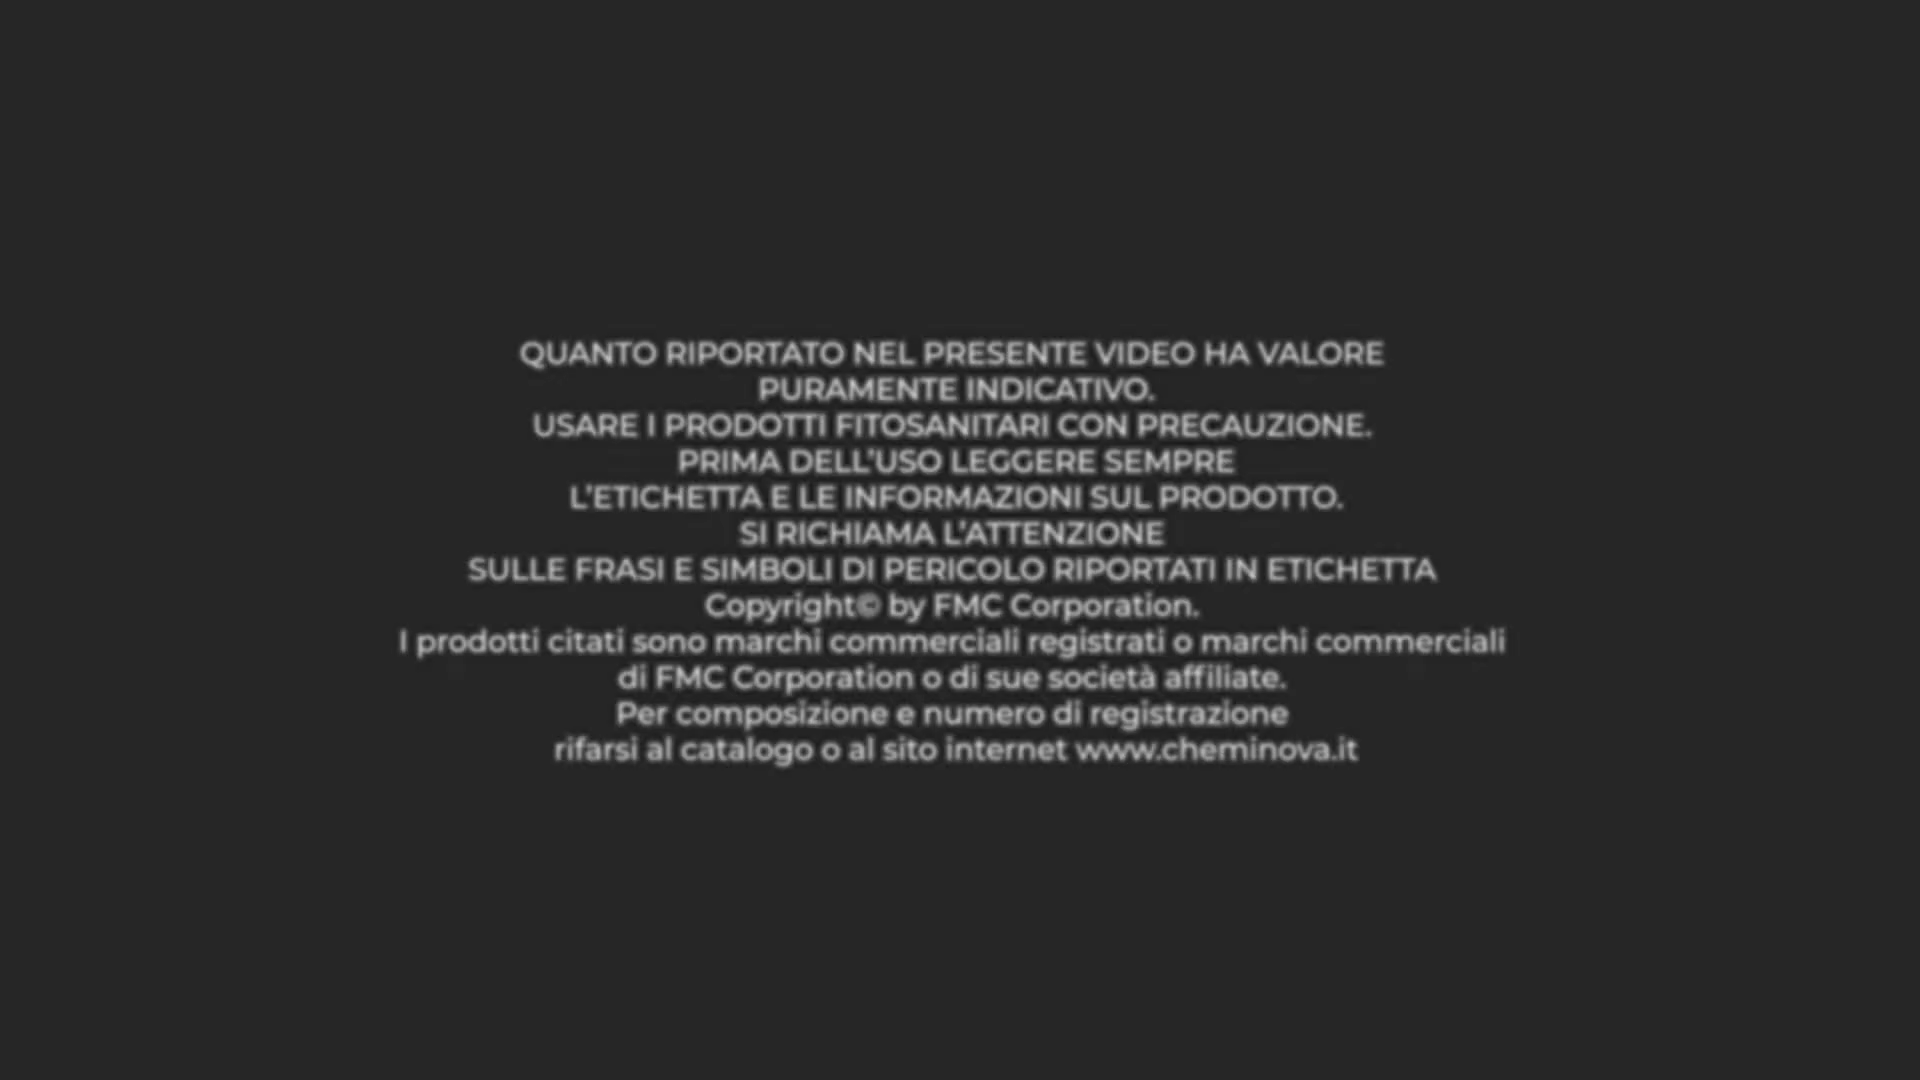 QUANTO RIPORTATO NEL PRESENTE VIDEO HA VALORE
PURAMENTE INDICATIVO.
USARE I PRODOTTI FITOSANITARI CON PRECAUZIONE.
PRIMA DELL'USO LEGGERE SEMPRE
L'ETICHETTA E LE INFORMAZIONI SUL PRODOTTO.
SI RICHIAMA L'ATTENZIONE
SULLE FRASI E SIMBOLI DI PERICOLO RIPORTATI IN ETICHETTA
Copyright© by FMC Corporation.
I prodotti citati sono marchi commerciali registrati o marchi commerciali
di FMC Corporation o di sue società affiliate.
Per composizione e numero di registrazione
rifarsi al catalogo o al sito internet www.cheminova.it